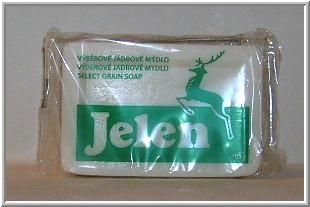 VÝBĚROVÉ JÁDROVÉ MÝDLO
VÝBEROVÉ JADROVÉ MYDLO
SELECT GRAIN SOAP
Jelen